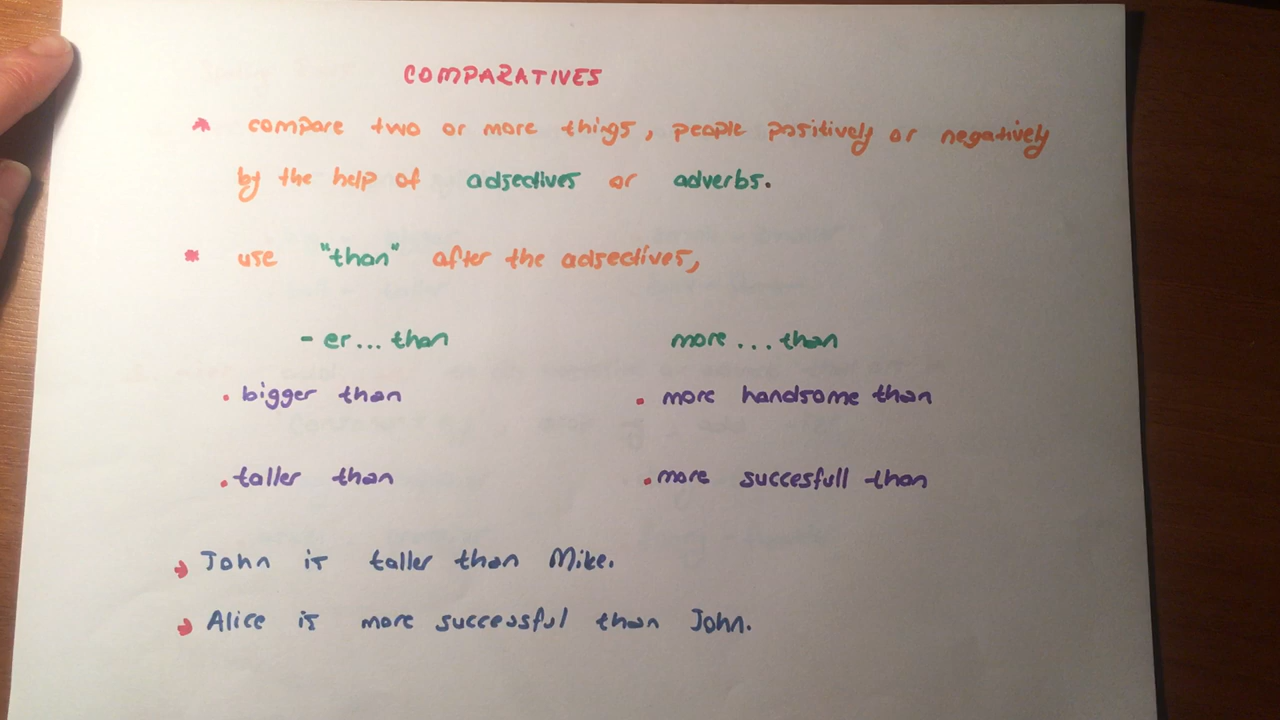 COMPARATIVES
* compare two or more things, people positively or negatively
by the help of adjectives or adverbs.
* use "than" after the adjectives,
- er... than more... than
. bigger than . more handsome than
. taller than . more succesfull than
→ John is taller than Mike.
→ Alice is more successful than John.